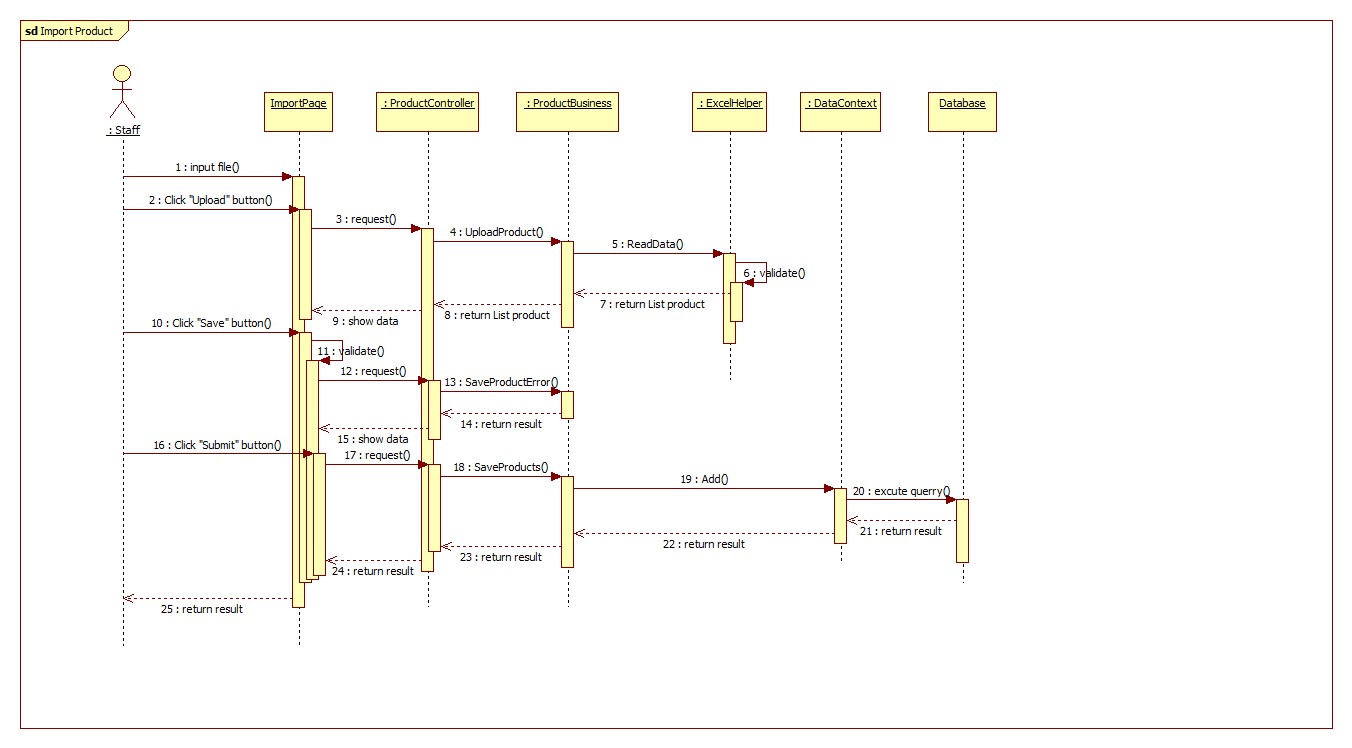 sd Import Product
: Staff
ImportPage
: ProductController
: ProductBusiness
: ExcelHelper
: DataContext
Database
1 : input file()
2 : Click "Upload" button()
3 : request()
4 : UploadProduct()
5 : ReadData()
6 : validate()
7 : return List product
8 : return List product
9 : show data
10 : Click "Save" button()
11 : validate()
12 : request()
13 : SaveProductError()
14 : return result
15 : show data
16 : Click "Submit" button()
17 : request()
18 : SaveProducts()
19 : Add()
20 : excute querry()
21 : return result
22 : return result
23 : return result
24 : return result
25 : return result